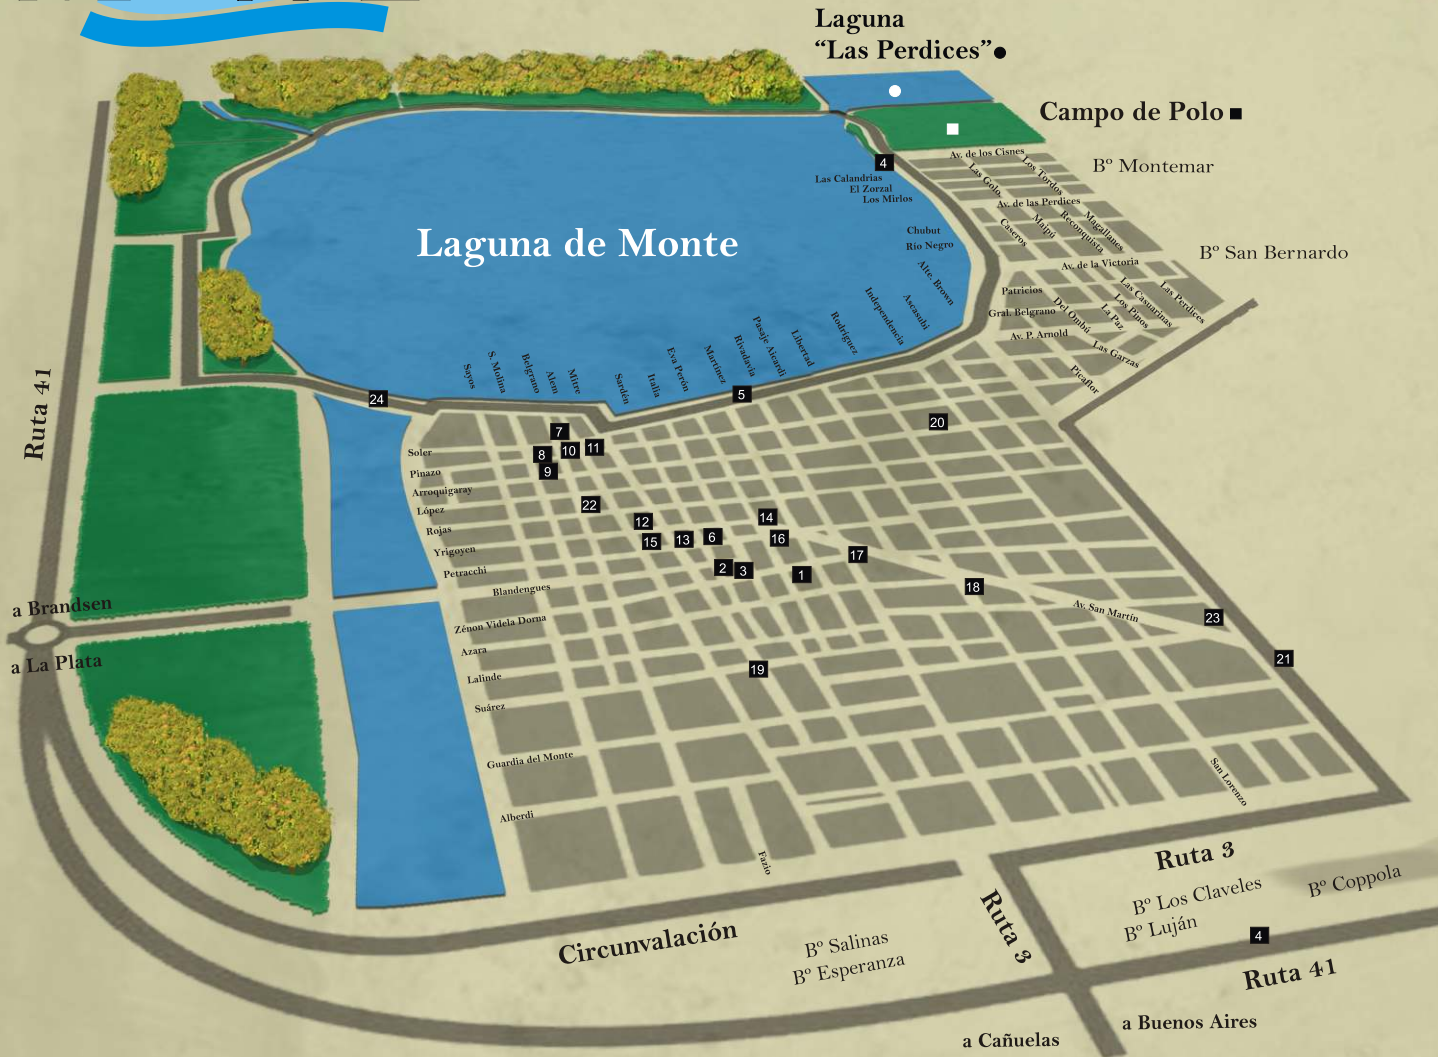 Laguna
“Las Perdices”
Campo de Polo
Bº Montemar
Bº San Bernardo
4
Av. de los Cisnes
Los Tordos
Las Golo.
Las Calandrias
El Zorzal
Los Mirlos
Av. de las Perdices
Magallanes
Reconquista
Maipú
Caseros
Laguna de Monte
Chubut
Río Negro
Alte. Brown
Av. de la Victoria
Las Perdices
Las Casuarinas
Los Pinos
La Paz
Del Ombú
Patricios
Gral. Belgrano
Av. P. Arnold
Las Garzas
Picaflor
Ascasubi
Independencia
Rodríguez
Libertad
Pasaje Aicardi
Rivadavia
Martínez
Eva Perón
Italia
Sardén
Mitre
Alem
Belgrano
S. Molina
Sayos
Ruta 41
24
5
20
7
8
10
11
9
22
12
15
13
6
14
16
2
3
1
17
18
23
21
19
Soler
Pinazo
Arroquigaray
López
Rojas
Yrigoyen
Petracchi
Blandengues
Zénon Videla Dorna
Azara
Lalinde
Suárez
Guardia del Monte
Alberdi
Av. San Martín
San Lorenzo
Fazio
a Brandsen
a La Plata
Ruta 3
Bº Los Claveles
Bº Coppola
Bº Luján
4
Ruta 3
Circunvalación
Bº Salinas
Bº Esperanza
Ruta 41
a Buenos Aires
a Cañuelas